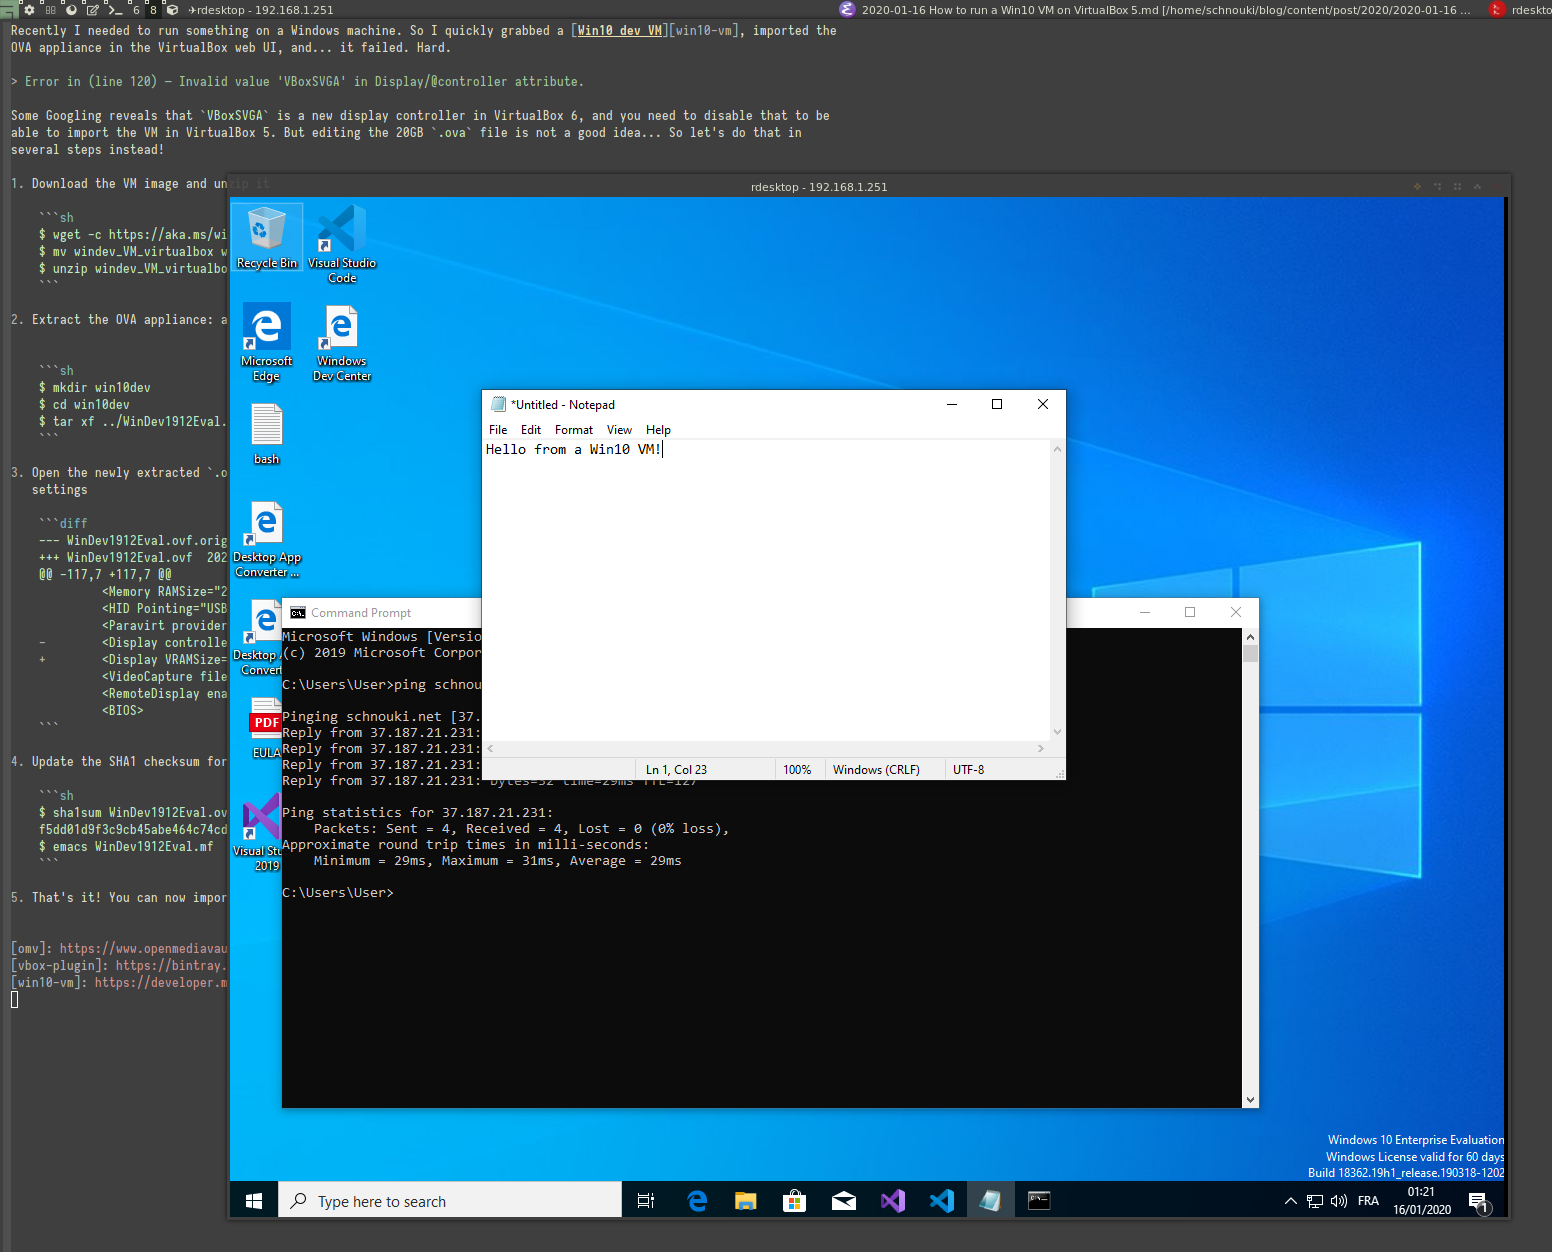 6
8
rdesktop - 192.168.1.251
2020-01-16 How to run a Win10 VM on VirtualBox 5.md [/home/schnouki/blog/content/post/2020/2020-01-16 ...
rdeskto
Recently I needed to run something on a Windows machine. So I quickly grabbed a [Win10 dev VM][win10-vm], imported the
OVA appliance in the VirtualBox web UI, and... it failed. Hard.
> Error in (line 120) — Invalid value 'VBoxSVGA' in Display/@controller attribute.
Some Googling reveals that `VBoxSVGA` is a new display controller in VirtualBox 6, and you need to disable that to be
able to import the VM in VirtualBox 5. But editing the 20GB `.ova` file is not a good idea... So let's do that in
several steps instead!
1. Download the VM image and unzip it
```sh
$ wget -c https://aka.ms/wi
$ mv windev_VM_virtualbox w
$ unzip windev_VM_virtualbo
```
2. Extract the OVA appliance: a
```sh
$ mkdir win10dev
$ cd win10dev
$ tar xf ../WinDev1912Eval.
```
3. Open the newly extracted `.o
settings
```diff
--- WinDev1912Eval.ovf.orig
+++ WinDev1912Eval.ovf 202
@@ -117,7 +117,7 @@
<Memory RAMSize="2
<HID Pointing="USB
<Paravirt provider
- <Display controlle
+ <Display VRAMSize=
<VideoCapture file
<RemoteDisplay ena
<BIOS>
```
4. Update the SHA1 checksum for
```sh
$ sha1sum WinDev1912Eval.ov
f5dd01d9f3c9cb45abe464c74cd
$ emacs WinDev1912Eval.mf
```
5. That's it! You can now impor
[omv]: https://www.openmediavau
[vbox-plugin]: https://bintray.
[win10-vm]: https://developer.m
rdesktop - 192.168.1.251
Recycle Bin
Visual Studio
Code
Microsoft
Edge
Windows
Dev Center
bash
Desktop App
Converter ...
Desktop
Convert
PDF
EULA
Visual Stu
2019
*Untitled - Notepad
File Edit Format View Help
Hello from a Win10 VM!
Ln 1, Col 23
100%
Windows (CRLF)
UTF-8
Command Prompt
Microsoft Windows [Versio
(c) 2019 Microsoft Corpor
C:\Users\User>ping schnou
Pinging schnouki.net [37.
Reply from 37.187.21.231:
Reply from 37.187.21.231:
Reply from 37.187.21.231:
Reply from 37.187.21.231: bytes=32 time=29ms TTL=127
Ping statistics for 37.187.21.231:
Packets: Sent = 4, Received = 4, Lost = 0 (0% loss),
Approximate round trip times in milli-seconds:
Minimum = 29ms, Maximum = 31ms, Average = 29ms
C:\Users\User>
Windows 10 Enterprise Evaluation
Windows License valid for 60 days
Build 18362.19h1_release.190318-1202
Type here to search
FRA
01:21
16/01/2020
1